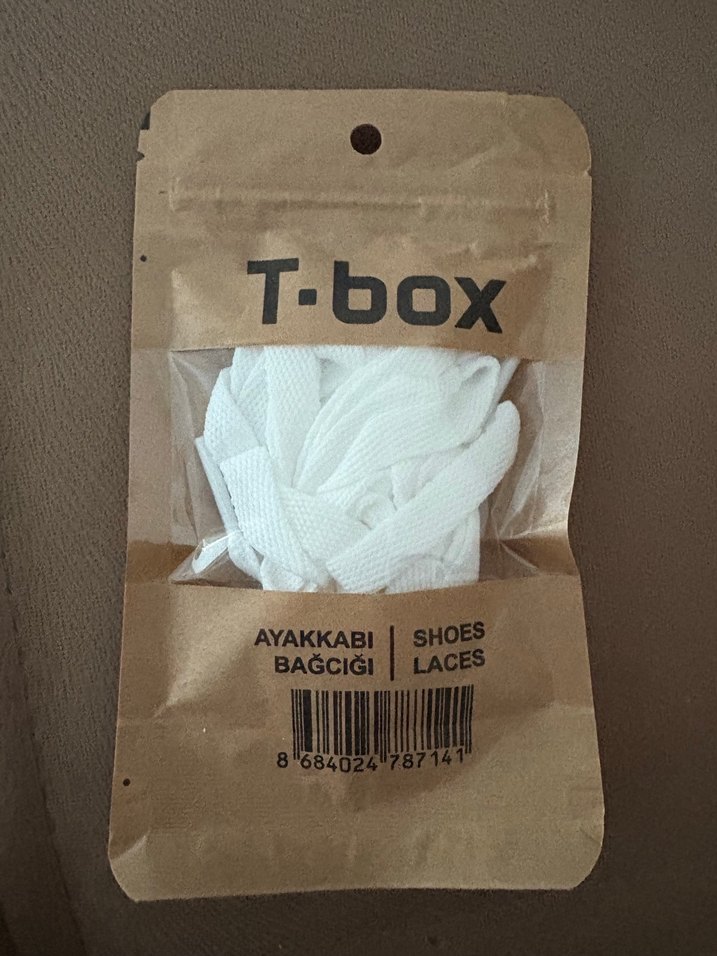 T-box
AYAKKABI
BAĞCIĞI
SHOES
LACES
8 684024 787141